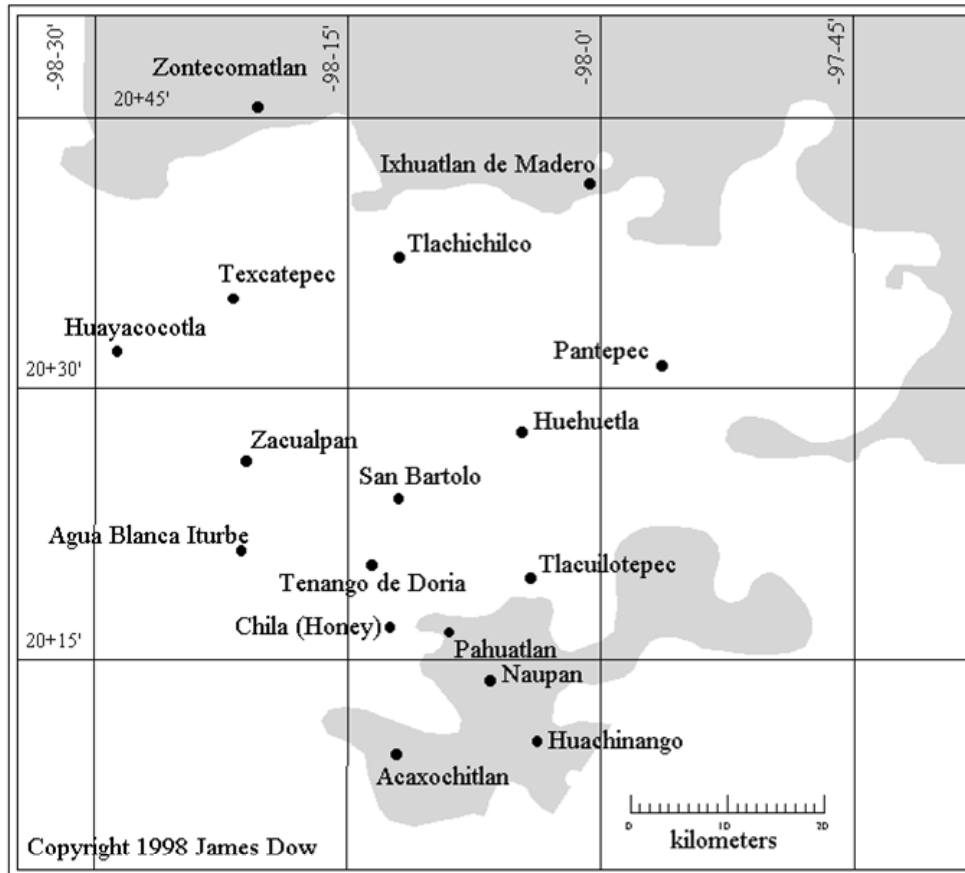 -98-30'
-98-15'
-98-0'
-97-45'
Zontecomatlan
20+45'
Ixhuatlan de Madero
Tlachichilco
Texcatepec
Huayacocotla
Pantepec
20+30'
Huehuetla
Zacualpan
San Bartolo
Agua Blanca Iturbe
Tlacuilotepec
Tenango de Doria
Chila (Honey)
20+15'
Pahuatlan
Naupan
Huachinango
Acaxochitlan
0 10 20
kilometers
Copyright 1998 James Dow